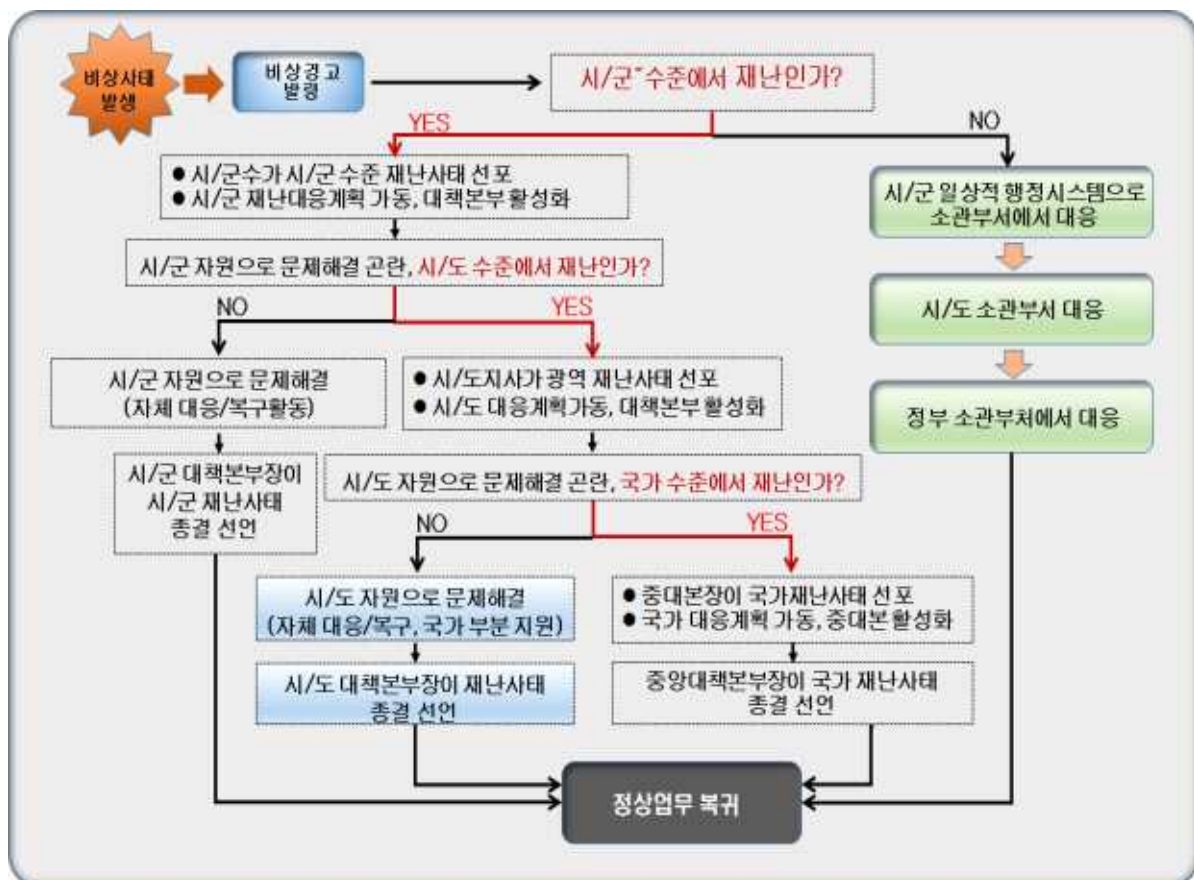 비상사태
발생
비상경고
발령
시/군"수준에서 재난인가?
YES
NO
● 시/군수가 시/군 수준 재난사태 선포
● 시/군 재난대응계획 가동, 대책본부 활성화
시/군 일상적 행정시스템으로
소관부서에서 대응
시/군 자원으로 문제해결 곤란, 시/도 수준에서 재난인가?
NO
YES
시/도 소관부서 대응
시/군 자원으로 문제해결
(자체 대응/복구활동)
● 시/도지사가 광역 재난사태 선포
● 시/도 대응계획가동, 대책본부 활성화
정부 소관부처에서 대응
시/군 대책본부장이
시/군 재난사태
종결 선언
시/도 자원으로 문제해결 곤란, 국가 수준에서 재난인가?
NO
YES
시/도 자원으로 문제해결
(자체 대응/복구, 국가 부분 지원)
● 중대본장이 국가재난사태 선포
● 국가 대응계획 가동, 중대본 활성화
시/도 대책본부장이 재난사태
종결 선언
중앙대책본부장이 국가 재난사태
종결 선언
정상업무 복귀